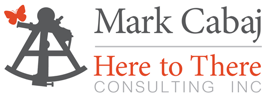 Mark Cabaj
Here to There
CONSULTING INC